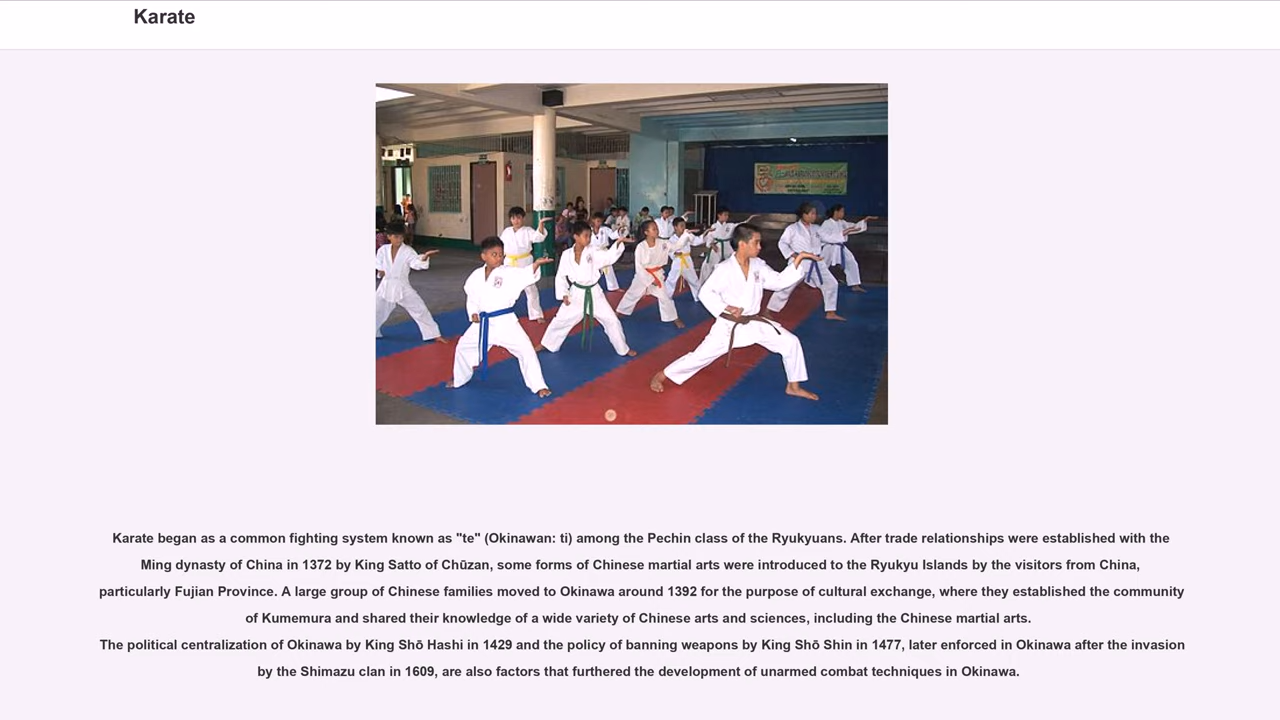 Karate
Karate began as a common fighting system known as "te" (Okinawan: ti) among the Pechin class of the Ryukyuans. After trade relationships were established with the
Ming dynasty of China in 1372 by King Satto of Chūzan, some forms of Chinese martial arts were introduced to the Ryukyu Islands by the visitors from China,
particularly Fujian Province. A large group of Chinese families moved to Okinawa around 1392 for the purpose of cultural exchange, where they established the community
of Kumemura and shared their knowledge of a wide variety of Chinese arts and sciences, including the Chinese martial arts.
The political centralization of Okinawa by King Shō Hashi in 1429 and the policy of banning weapons by King Shō Shin in 1477, later enforced in Okinawa after the invasion
by the Shimazu clan in 1609, are also factors that furthered the development of unarmed combat techniques in Okinawa.